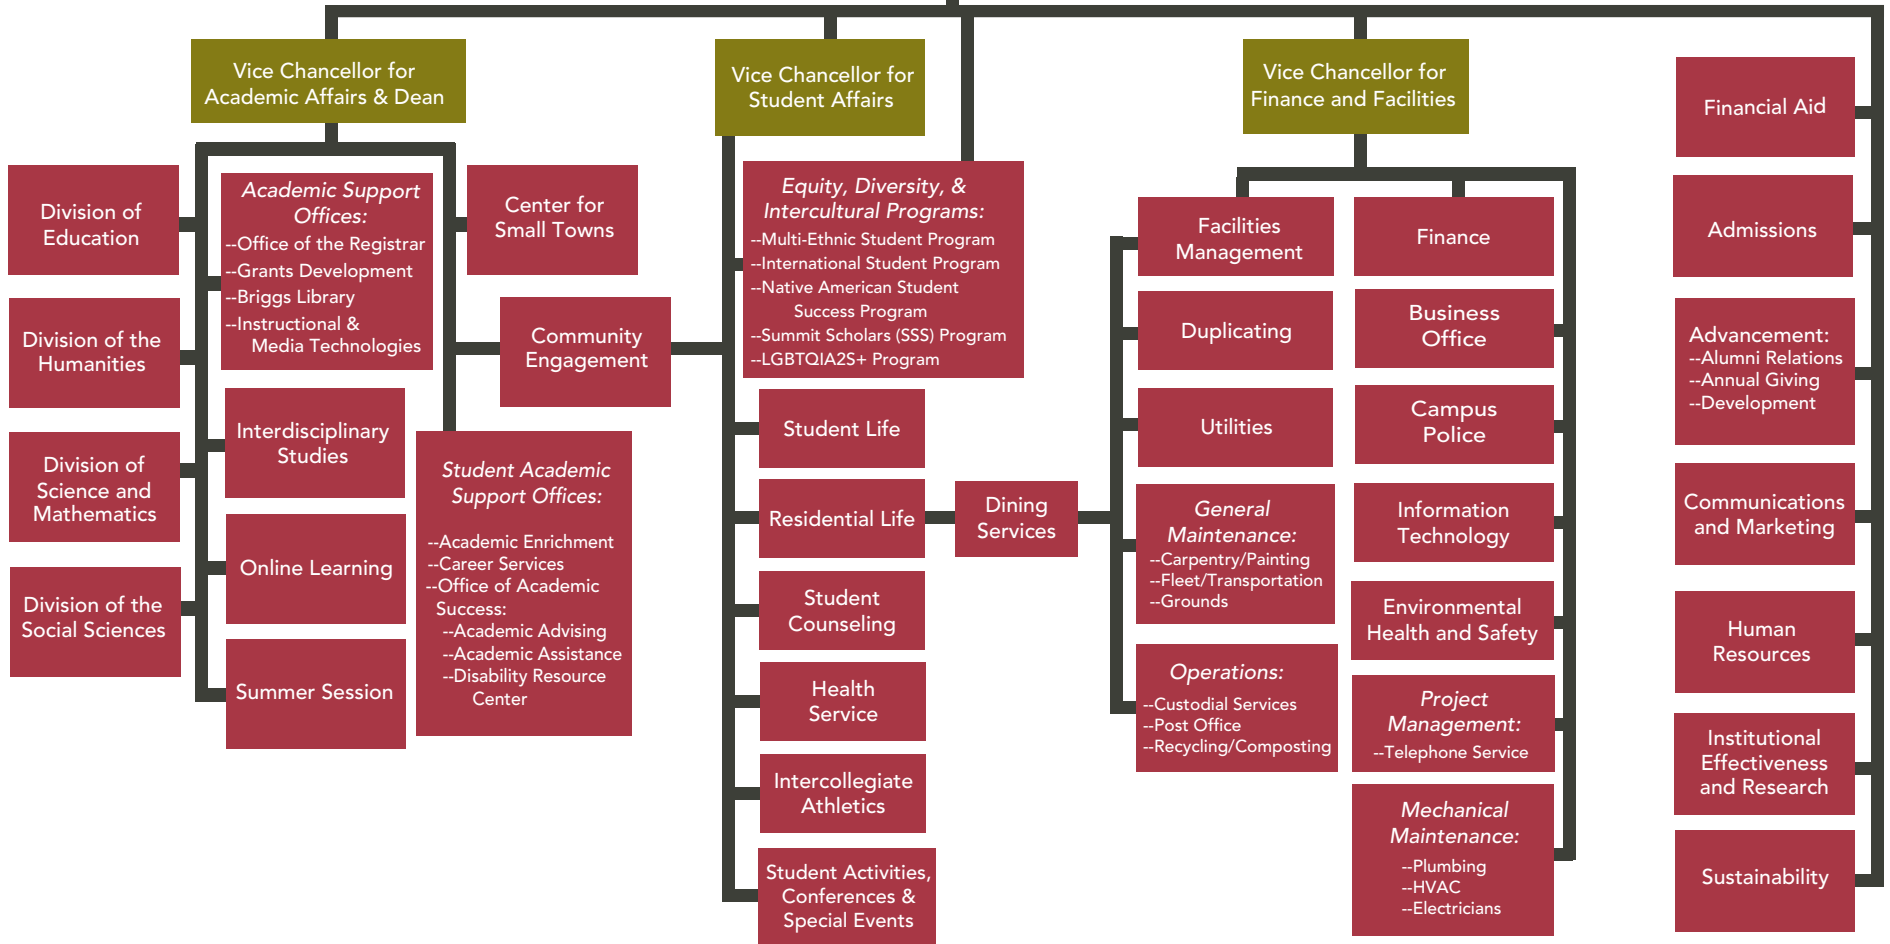 Vice Chancellor for
Academic Affairs & Dean
Vice Chancellor for
Student Affairs
Vice Chancellor for
Finance and Facilities
Division of
Education
Division of the
Humanities
Division of
Science and
Mathematics
Division of the
Social Sciences
Academic Support
Offices:
--Office of the Registrar
--Grants Development
--Briggs Library
--Instructional &
Media Technologies
Interdisciplinary
Studies
Online Learning
Summer Session
Center for
Small Towns
Community
Engagement
Student Academic
Support Offices:
--Academic Enrichment
--Career Services
--Office of Academic
Success:
--Academic Advising
--Academic Assistance
--Disability Resource
Center
Equity, Diversity, &
Intercultural Programs:
--Multi-Ethnic Student Program
--International Student Program
--Native American Student
Success Program
--Summit Scholars (SSS) Program
--LGBTQIA2S+ Program
Student Life
Residential Life
Student
Counseling
Health
Service
Intercollegiate
Athletics
Student Activities,
Conferences &
Special Events
Dining
Services
Facilities
Management
Duplicating
Utilities
General
Maintenance:
--Carpentry/Painting
--Fleet/Transportation
--Grounds
Operations:
--Custodial Services
--Post Office
--Recycling/Composting
Finance
Business
Office
Campus
Police
Information
Technology
Environmental
Health and Safety
Project
Management:
--Telephone Service
Mechanical
Maintenance:
--Plumbing
--HVAC
--Electricians
Financial Aid
Admissions
Advancement:
--Alumni Relations
--Annual Giving
--Development
Communications
and Marketing
Human
Resources
Institutional
Effectiveness
and Research
Sustainability